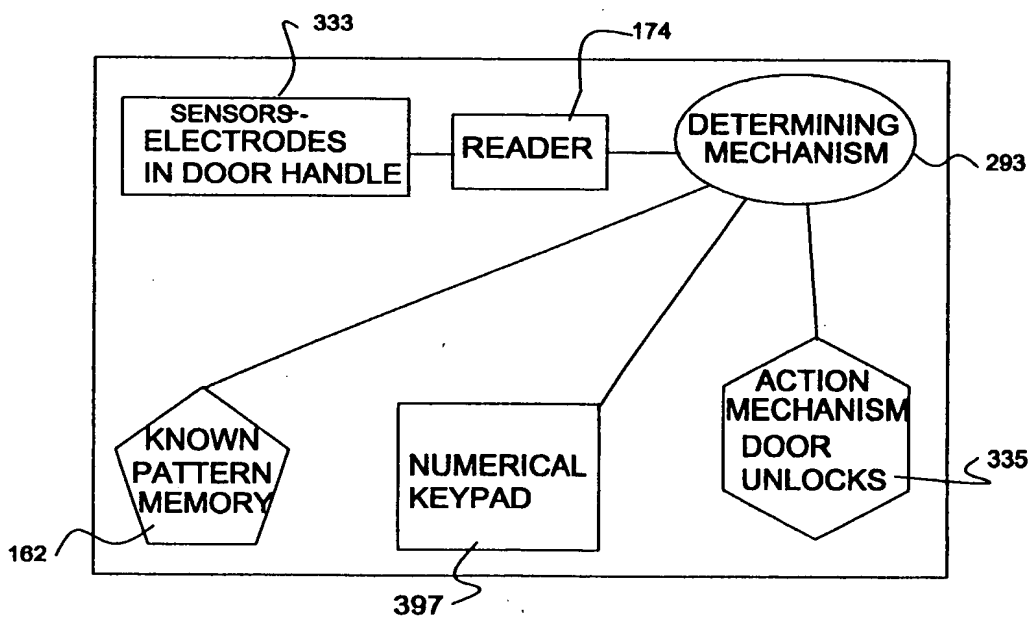 333
174
SENSORS-
ELECTRODES
IN DOOR HANDLE
READER
DETERMINING
MECHANISM
293
KNOWN
PATTERN
MEMORY
162
NUMERICAL
KEYPAD
397
ACTION
MECHANISM
DOOR
UNLOCKS
335